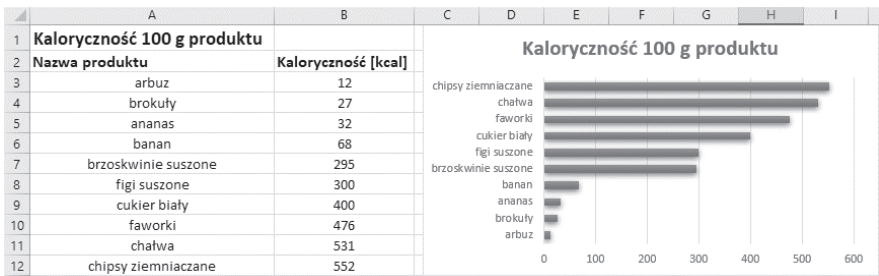 A B C D E F G H I
1 Kaloryczność 100 g produktu
2 Nazwa produktu Kaloryczność [kcal]
3 arbuz 12
4 brokuły 27
5 ananas 32
6 banan 68
7 brzoskwinie suszone 295
8 figi suszone 300
9 cukier biały 400
10 faworki 476
11 chałwa 531
12 chipsy ziemniaczane 552
Kaloryczność 100 g produktu
chipsy ziemniaczane
chałwa
faworki
cukier biały
figi suszone
brzoskwinie suszone
banan
ananas
brokuły
arbuz
0 100 200 300 400 500 600